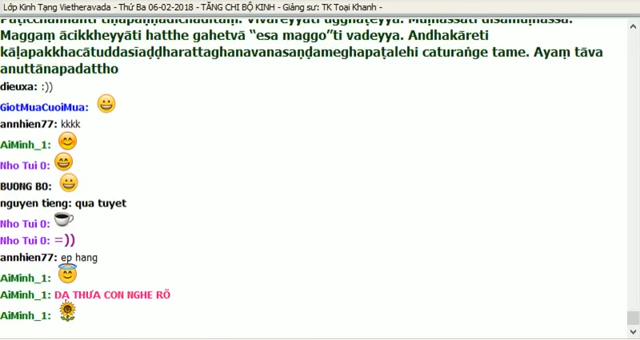 Lớp Kinh Tạng Vietheravada - Thứ Ba 06-02-2018 - TĂNG CHI BỘ KINH - Giảng sư: TK Toại Khanh -
Maggaṃ ācikkheyyāti hatthe gahetvā “esa maggo”ti vadeyya. Andhakāreti
kāḷapakkhacātuddasīaḍḍharattaghanavanasaṇḍameghapaṭalehi caturaṅge tame. Ayaṃ tāva
anuttānapadattho
dieuxa: :))
GiotMuaCuoiMua:
annhien77: kkkk
AiMinh_1:
Nho Tui 0:
BUONG BO:
nguyen tieng: qua tuyet
Nho Tui 0:
Nho Tui 0: =))
annhien77: ep hang
AiMinh_1:
AiMinh_1: DẠ THƯA CON NGHE RÕ
AiMinh_1: